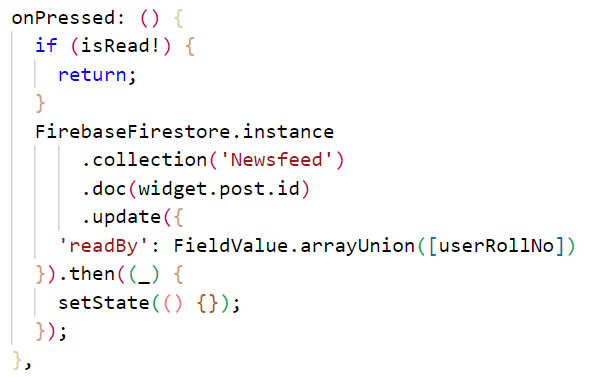 onPressed: () {
if (isRead!) {
return;
}
FirebaseFirestore.instance
.collection('Newsfeed')
.doc(widget.post.id)
.update({
'readBy': FieldValue.arrayUnion([userRollNo])
}).then((_) {
setState(() {});
});
},